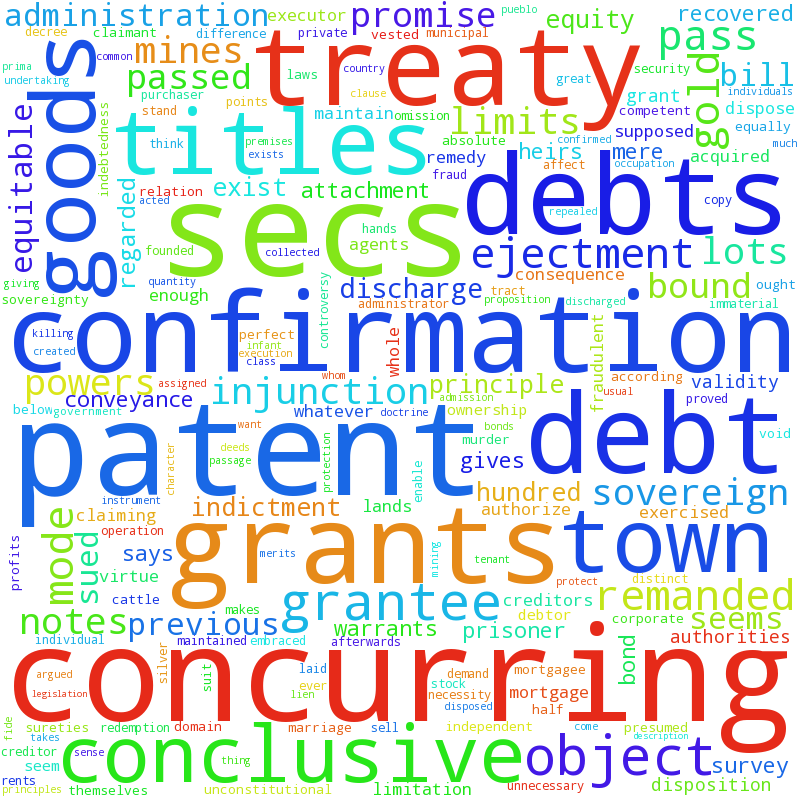 administration
executor
promise
pueblo
equity
recovered
decree
claimant
difference
private
vested
municipal
pass
prima
common
treaty
undertaking
mines
laws
country
great
security
bill
goods
passed
purchaser
points
clause
grant
individuals
indebtedness
stand
maintain
omission
limits
competent
gold
dispose
equitable
titles
think
premises
absolute
confirmed
supposed
equally
exists
remedy
heirs
mere
occupation
much
regarded
relation
exist
attachment
fraud
affect
acquired
acted
secs
debts
repealed
copy
hands
founded
agents
collected
controversy
ejectment
lots
giving
quantity
discharge
consequence
bound
ought
sovereignty
enough
administrator
tract
proposition
discharged
immaterial
confirmation
killing
perfect
created
infant
execution
class
whole
fraudulent
powers
assigned
injunction
whom
principle
according
validity
usual
proved
conveyance
admission
below
government
whatever
doctrine
ownership
void
patent
deeds
want
bonds
murder
debt
character
passage
protection
enable
gives
instrument
indictment
hundred
sovereign
mode
claiming
lands
authorize
exercised
operation
grants
town
profits
sued
says
merits
mining
tenant
protect
virtue
distinct
cattle
makes
grantee
creditors
debtor
remanded
notes
previous
warrants
prisoner
corporate
seems
individual
maintained
embraced
afterwards
bond
authorities
argued
silver
suit
laid
demand
mortgagee
legislation
concurring
ever
stock
necessity
mortgage
lien
disposed
half
fide
sureties
redemption
domain
marriage
sell
independent
come
presumed
takes
description
creditor
sense
conclusive
object
survey
seem
thing
rents
unnecessary
principles
themselves
unconstitutional
limitation
disposition